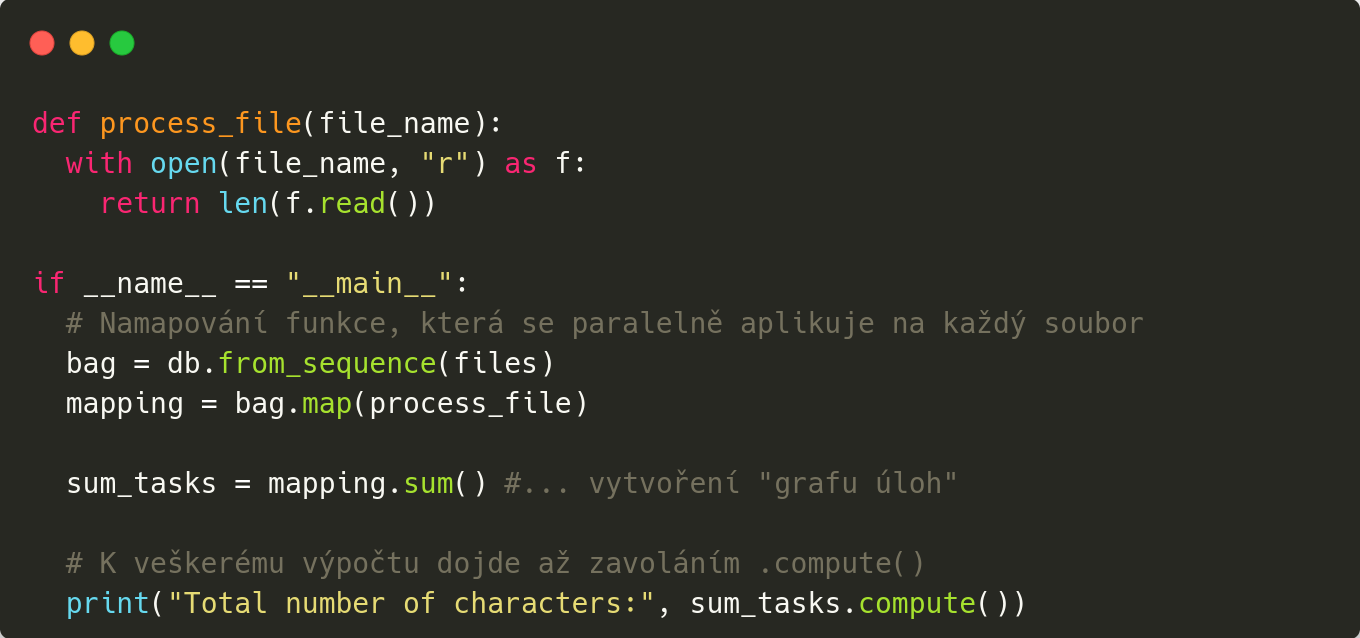 def process_file(file_name):
  with open(file_name, "r") as f:
    return len(f.read())
if __name__ == "__main__":
  # Namapování funkce, která se paralelně aplikuje na každý soubor
  bag = db.from_sequence(files)
  mapping = bag.map(process_file)
  sum_tasks = mapping.sum() #... vytvoření "grafu úloh"
  # K veškerému výpočtu dojde až zavoláním .compute()
  print("Total number of characters:", sum_tasks.compute())